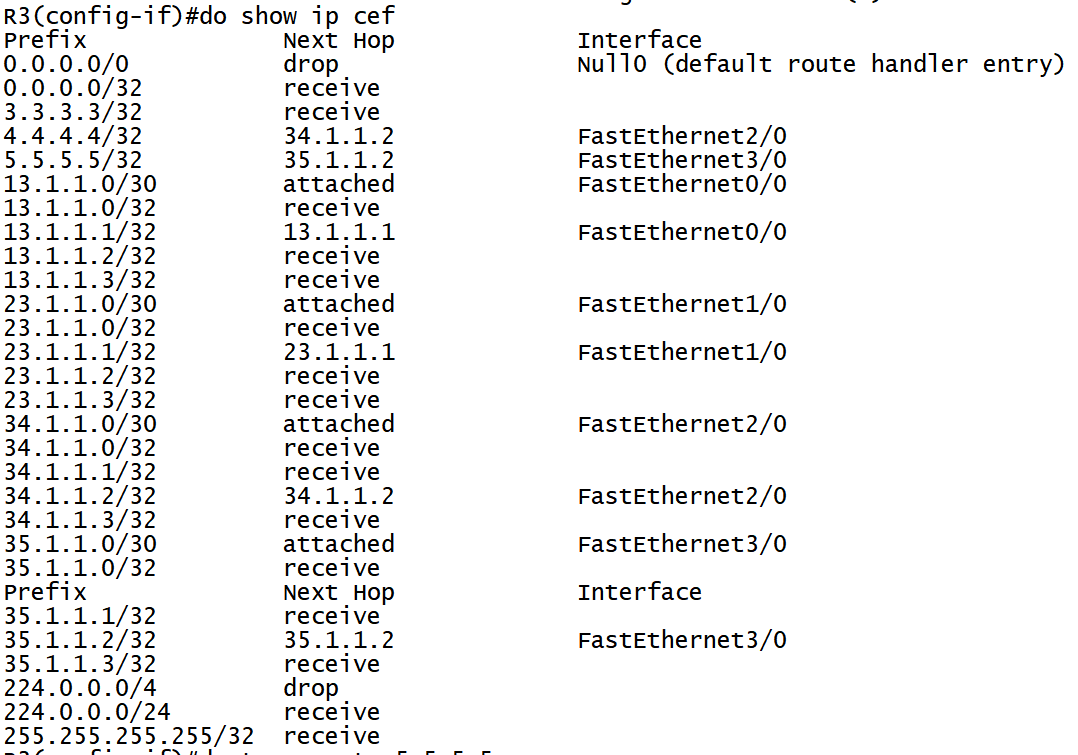 R3(config-if)#do show ip cef
Prefix Next Hop Interface
0.0.0.0/0 drop Null0 (default route handler entry)
0.0.0.0/32 receive
3.3.3.3/32 receive
4.4.4.4/32 34.1.1.2 FastEthernet2/0
5.5.5.5/32 35.1.1.2 FastEthernet3/0
13.1.1.0/30 attached FastEthernet0/0
13.1.1.0/32 receive
13.1.1.1/32 13.1.1.1 FastEthernet0/0
13.1.1.2/32 receive
13.1.1.3/32 receive
23.1.1.0/30 attached FastEthernet1/0
23.1.1.0/32 receive
23.1.1.1/32 23.1.1.1 FastEthernet1/0
23.1.1.2/32 receive
23.1.1.3/32 receive
34.1.1.0/30 attached FastEthernet2/0
34.1.1.0/32 receive
34.1.1.1/32 receive
34.1.1.2/32 34.1.1.2 FastEthernet2/0
34.1.1.3/32 receive
35.1.1.0/30 attached FastEthernet3/0
35.1.1.0/32 receive
Prefix Next Hop Interface
35.1.1.1/32 receive
35.1.1.2/32 35.1.1.2 FastEthernet3/0
35.1.1.3/32 receive
224.0.0.0/4 drop
224.0.0.0/24 receive
255.255.255.255/32 receive